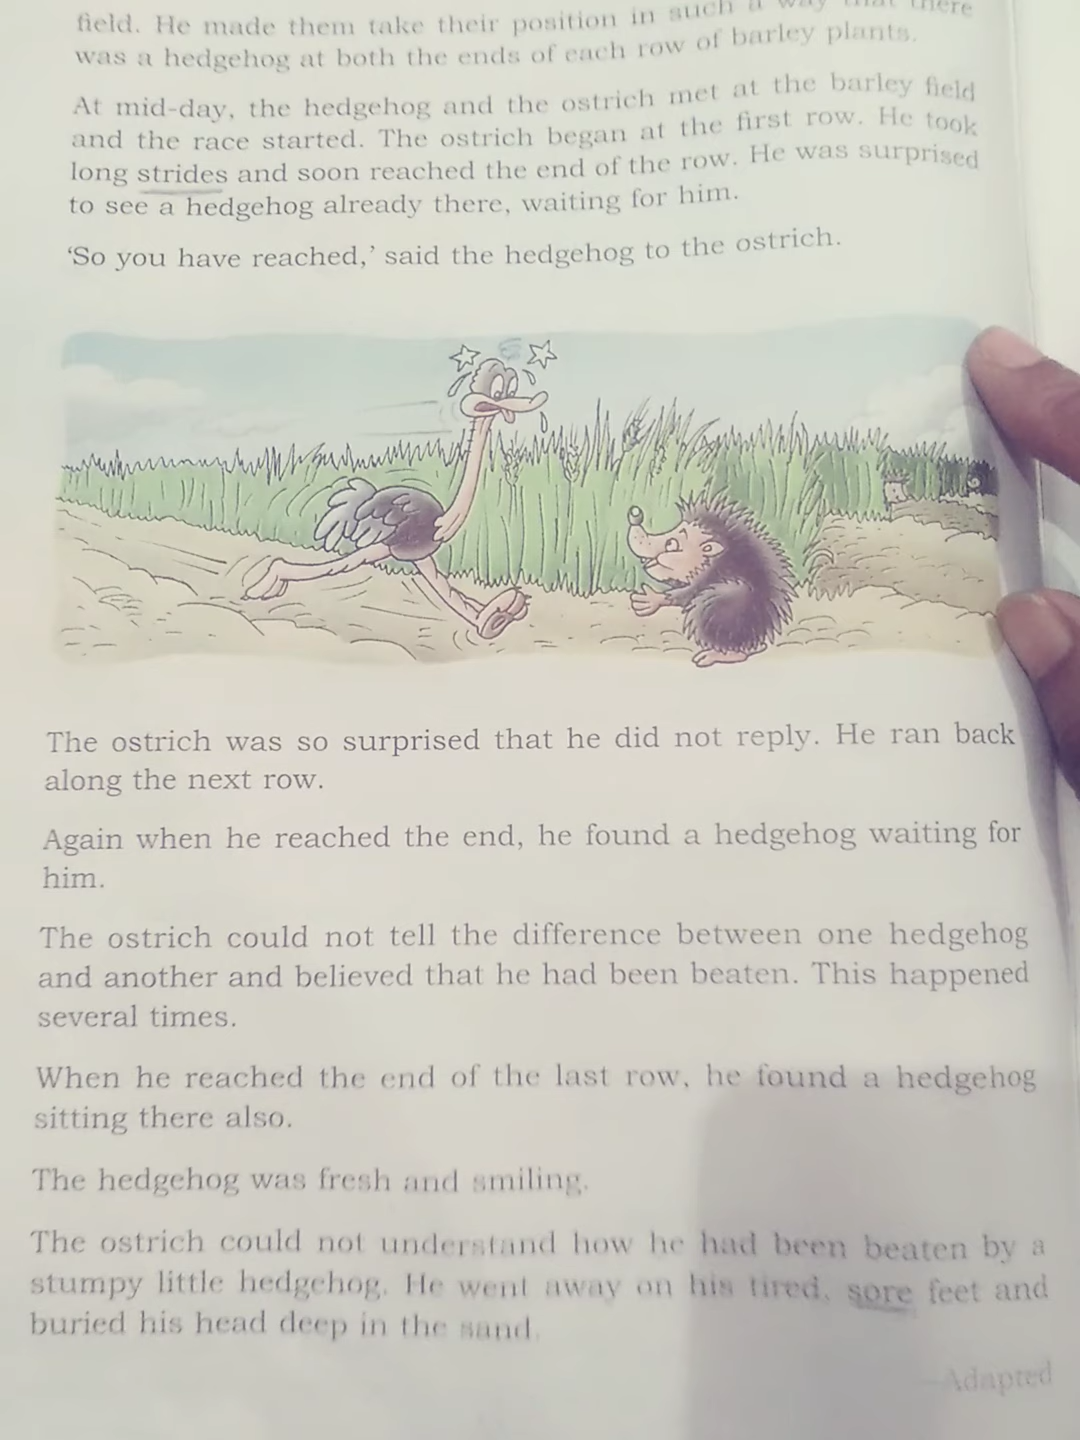 field. He made them take their position in such a way that there
was a hedgehog at both the ends of each row of barley plants.
At mid-day, the hedgehog and the ostrich met at the barley field
and the race started. The ostrich began at the first row. He took
long strides and soon reached the end of the row. He was surprised
to see a hedgehog already there, waiting for him.
‘So you have reached,’ said the hedgehog to the ostrich.
The ostrich was so surprised that he did not reply. He ran back
along the next row.
Again when he reached the end, he found a hedgehog waiting for
him.
The ostrich could not tell the difference between one hedgehog
and another and believed that he had been beaten. This happened
several times.
When he reached the end of the last row, he found a hedgehog
sitting there also.
The hedgehog was fresh and smiling.
The ostrich could not understand how he had been beaten by a
stumpy little hedgehog. He went away on his tired, sore feet and
buried his head deep in the sand.
—Adapted